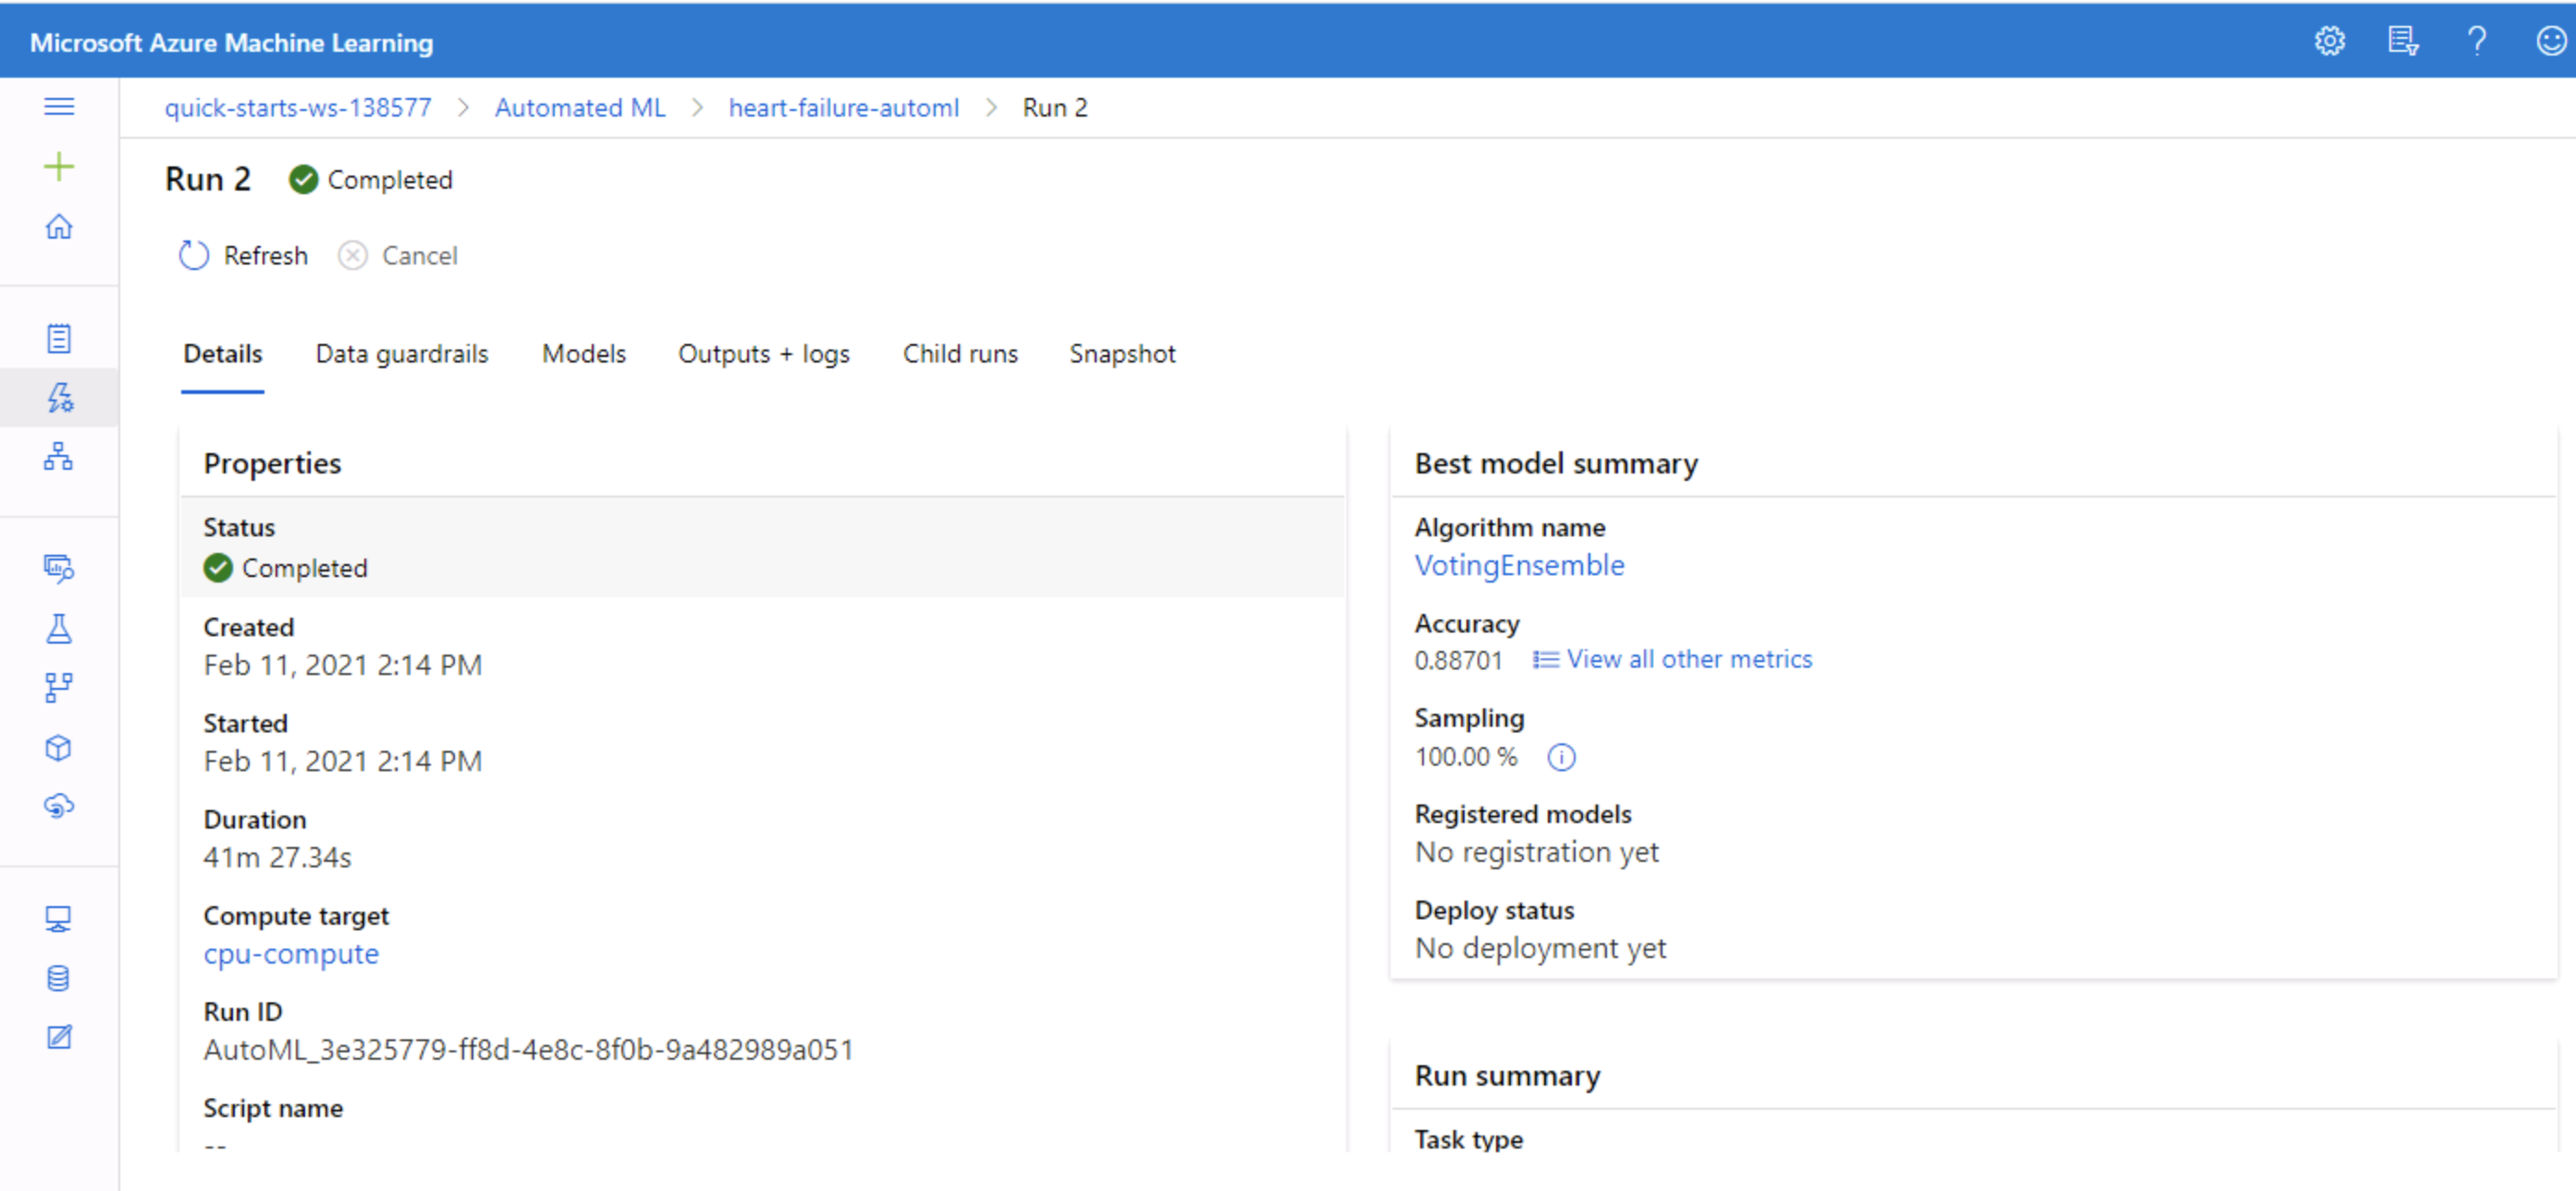 Microsoft Azure Machine Learning
quick-starts-ws-138577 > Automated ML > heart-failure-automl > Run 2
Run 2 Completed
Refresh Cancel
Details Data guardrails Models Outputs + logs Child runs Snapshot
Properties
Status
Completed
Created
Feb 11, 2021 2:14 PM
Started
Feb 11, 2021 2:14 PM
Duration
41m 27.34s
Compute target
cpu-compute
Run ID
AutoML_3e325779-ff8d-4e8c-8f0b-9a482989a051
Script name
--
Best model summary
Algorithm name
VotingEnsemble
Accuracy
0.88701 View all other metrics
Sampling
100.00 %
Registered models
No registration yet
Deploy status
No deployment yet
Run summary
Task type